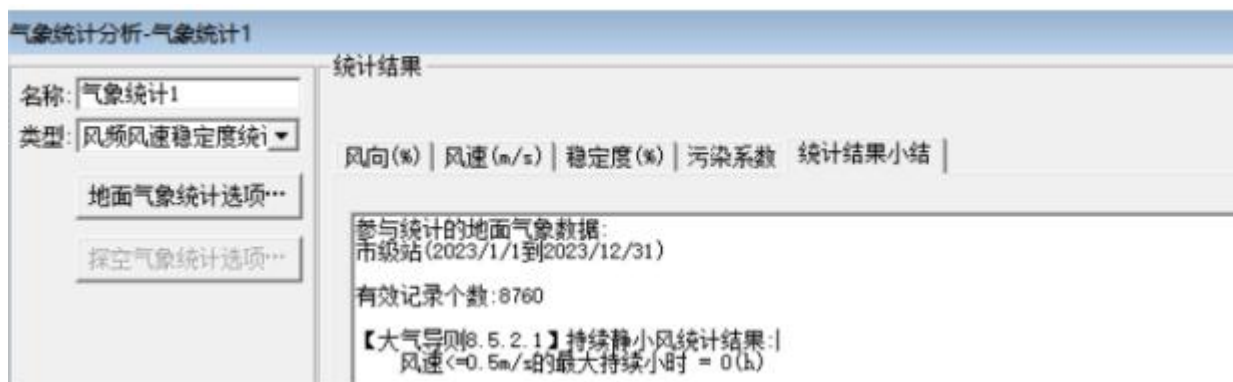 气象统计分析-气象统计1
统计结果
名称: 气象统计1
类型: 风频风速稳定度统计
地面气象统计选项…
探空气象统计选项…
风向(%) 风速(m/s) 稳定度(%) 污染系数 统计结果小结
参与统计的地面气象数据:
市级站(2023/1/1到2023/12/31)
有效记录个数:8760
【大气导则8.5.2.1】持续静小风统计结果:
风速<=0.5m/s的最大持续小时 = 0(h)